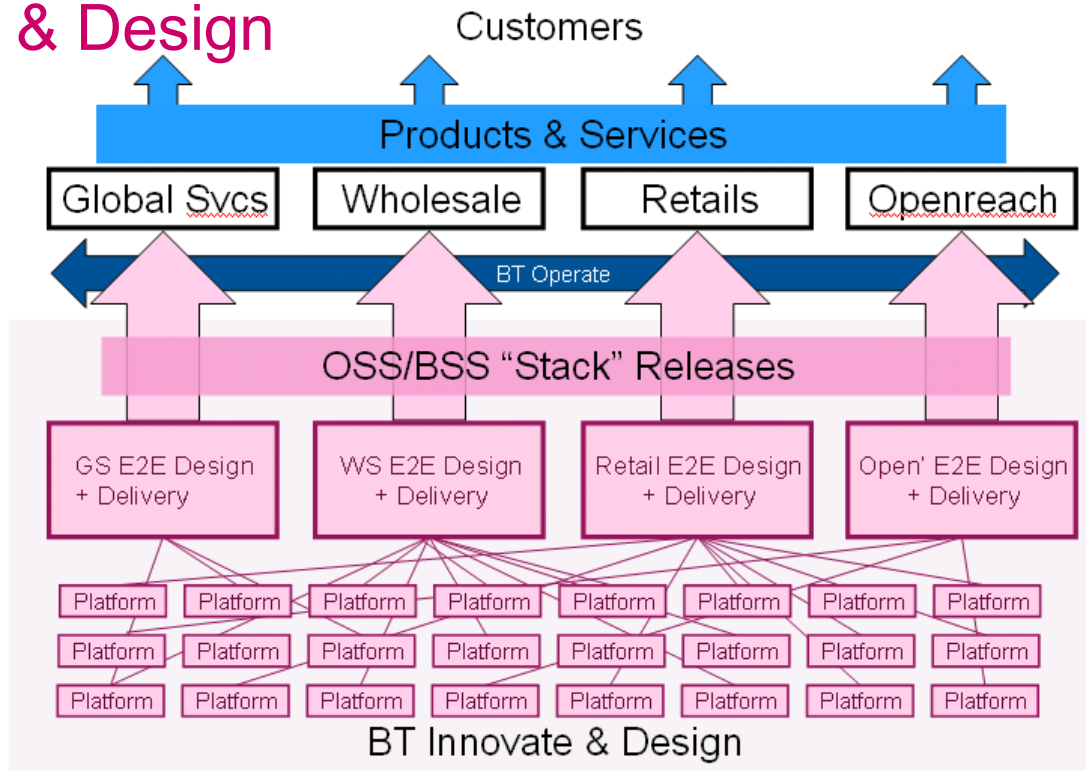 & Design
Customers
Products & Services
Global Svcs
Wholesale
Retails
Openreach
BT Operate
OSS/BSS “Stack” Releases
GS E2E Design
+ Delivery
WS E2E Design
+ Delivery
Retail E2E Design
+ Delivery
Open' E2E Design
+ Delivery
Platform Platform Platform Platform Platform Platform Platform Platform
Platform Platform Platform Platform Platform Platform Platform Platform
Platform Platform Platform Platform Platform Platform Platform Platform
BT Innovate & Design